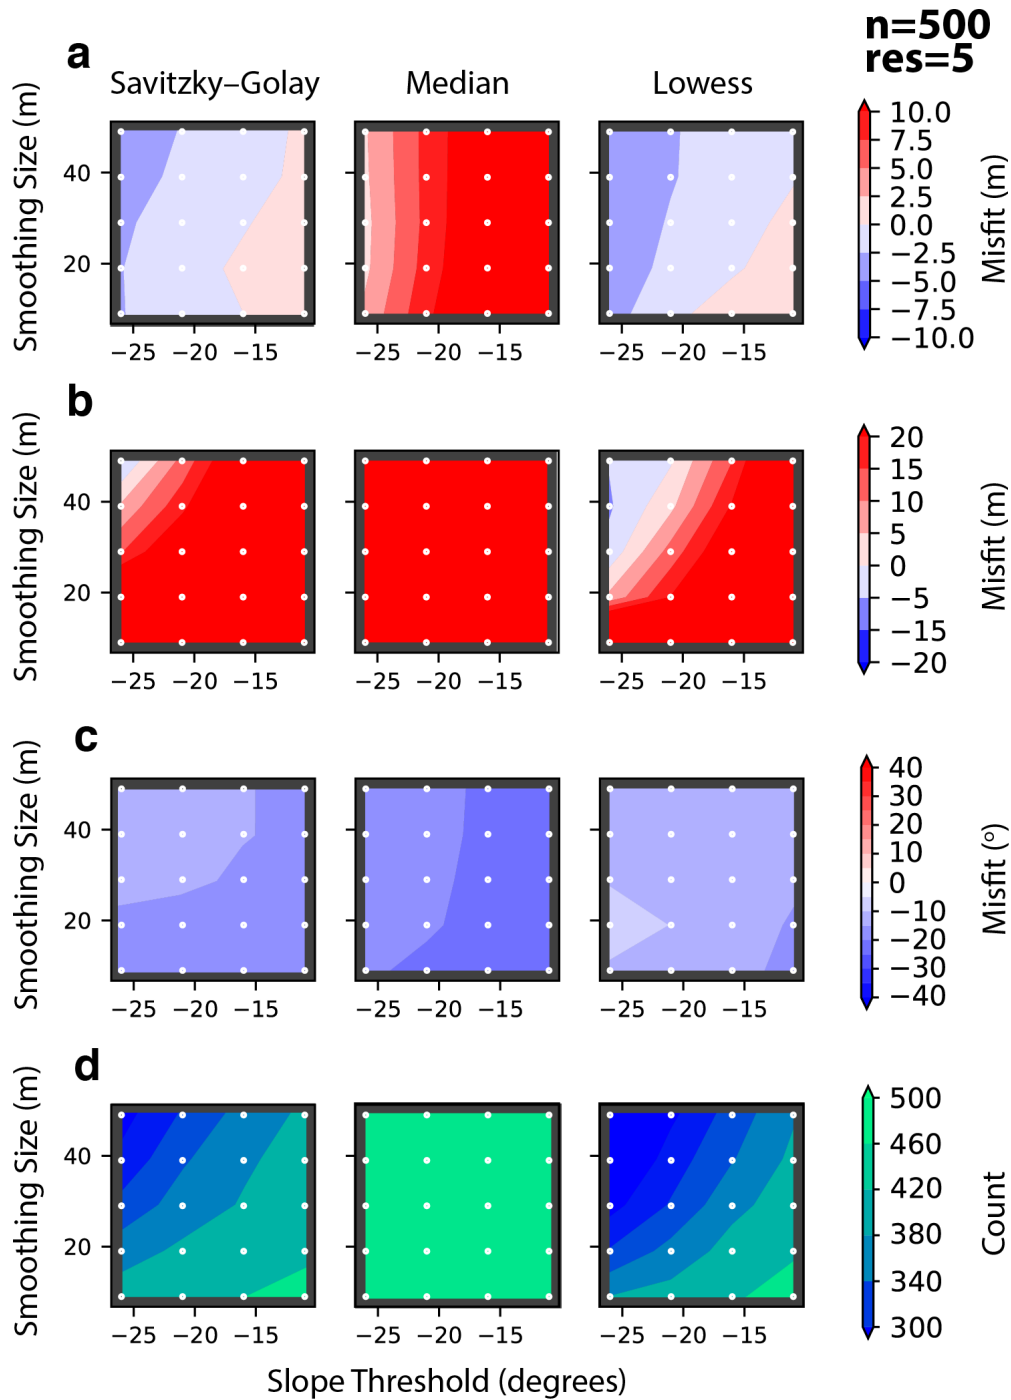 n=500
res=5
a
Savitzky–Golay
Median
Lowess
Smoothing Size (m)
40
20
−25 −20 −15
−25 −20 −15
−25 −20 −15
10.0
7.5
5.0
2.5
0.0
−2.5
−5.0
−7.5
−10.0
Misfit (m)
b
Smoothing Size (m)
40
20
−25 −20 −15
−25 −20 −15
−25 −20 −15
20
15
10
5
0
−5
−15
−20
Misfit (m)
c
Smoothing Size (m)
40
20
−25 −20 −15
−25 −20 −15
−25 −20 −15
40
30
20
10
0
−10
−20
−30
−40
Misfit (º)
d
Smoothing Size (m)
40
20
−25 −20 −15
−25 −20 −15
−25 −20 −15
500
460
420
380
340
300
Count
Slope Threshold (degrees)